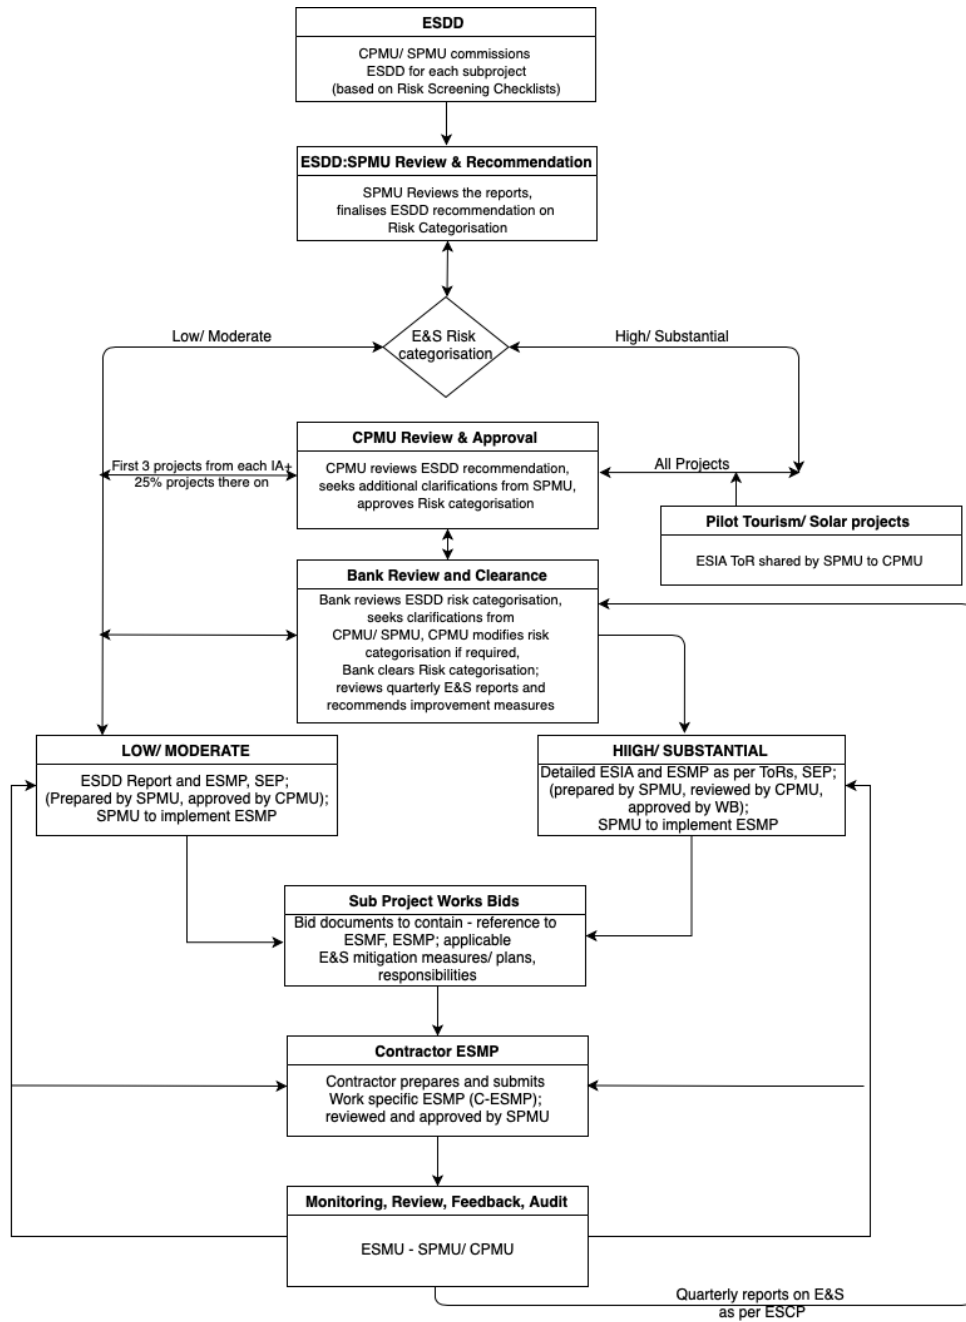 ESDD
CPMU/ SPMU commissions
ESDD for each subproject
(based on Risk Screening Checklists)
ESDD:SPMU Review & Recommendation
SPMU Reviews the reports,
finalises ESDD recommendation on
Risk Categorisation
Low/ Moderate
E&S Risk
categorisation
High/ Substantial
CPMU Review & Approval
CPMU reviews ESDD recommendation,
seeks additional clarifications from SPMU,
approves Risk categorisation
First 3 projects from each IA+
25% projects there on
All Projects
Pilot Tourism/ Solar projects
ESIA ToR shared by SPMU to CPMU
Bank Review and Clearance
Bank reviews ESDD risk categorisation,
seeks clarifications from
CPMU/ SPMU, CPMU modifies risk
categorisation if required,
Bank clears Risk categorisation;
reviews quarterly E&S reports and
recommends improvement measures
LOW/ MODERATE
ESDD Report and ESMP, SEP;
(Prepared by SPMU, approved by CPMU);
SPMU to implement ESMP
HIIGH/ SUBSTANTIAL
Detailed ESIA and ESMP as per ToRs, SEP;
(prepared by SPMU, reviewed by CPMU,
approved by WB);
SPMU to implement ESMP
Sub Project Works Bids
Bid documents to contain - reference to
ESMF, ESMP; applicable
E&S mitigation measures/ plans,
responsibilities
Contractor ESMP
Contractor prepares and submits
Work specific ESMP (C-ESMP);
reviewed and approved by SPMU
Monitoring, Review, Feedback, Audit
ESMU - SPMU/ CPMU
Quarterly reports on E&S
as per ESCP